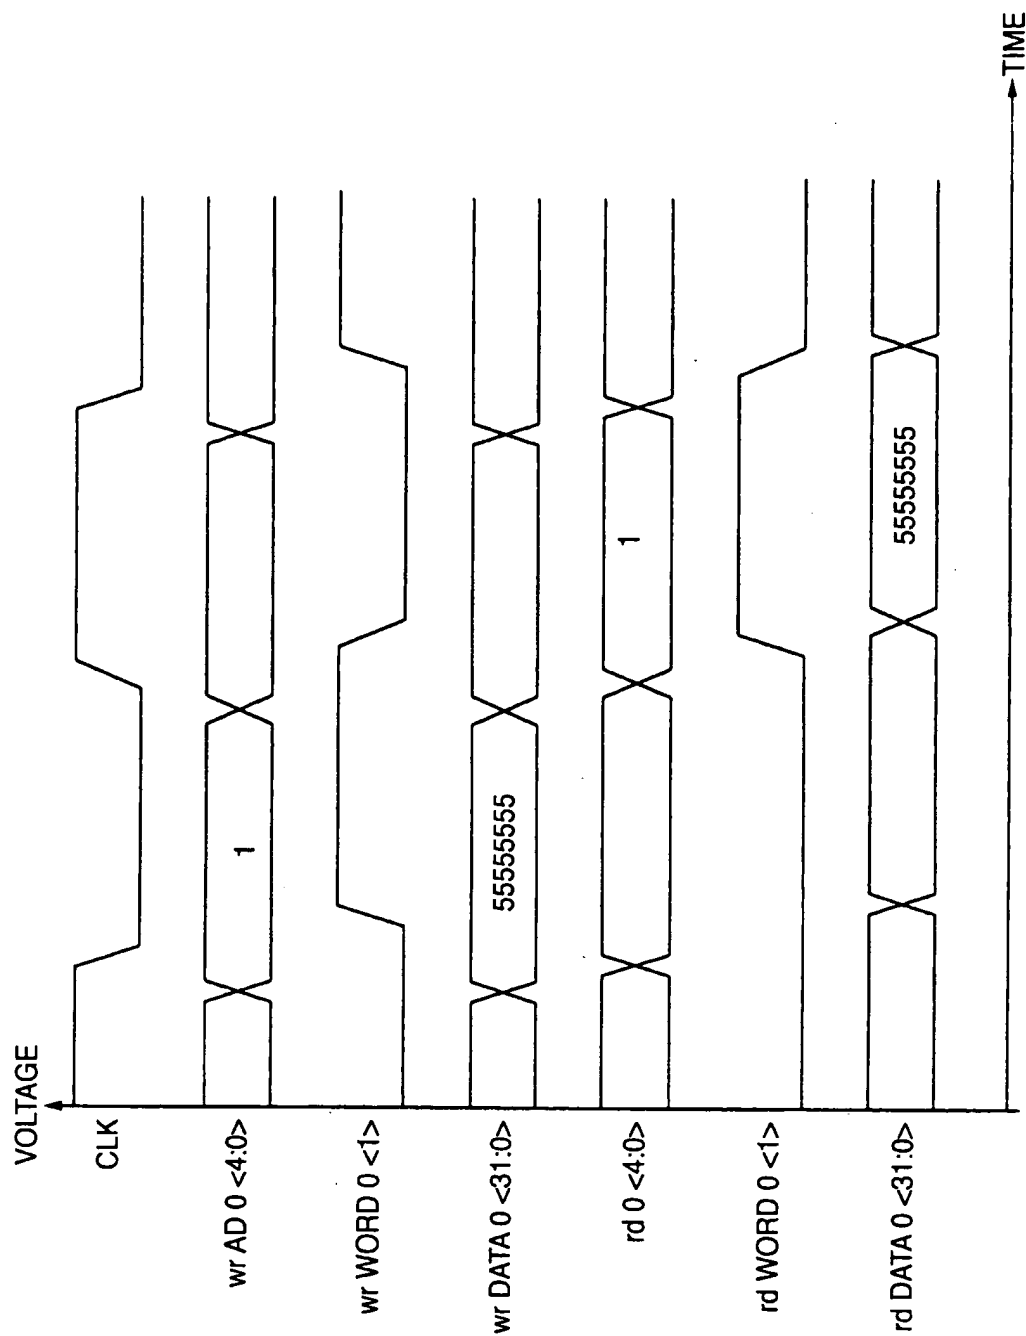 VOLTAGE
CLK
wr AD 0 <4:0>
1
wr WORD 0 <1>
wr DATA 0 <31:0>
55555555
rd 0 <4:0>
1
rd WORD 0 <1>
rd DATA 0 <31:0>
55555555
TIME